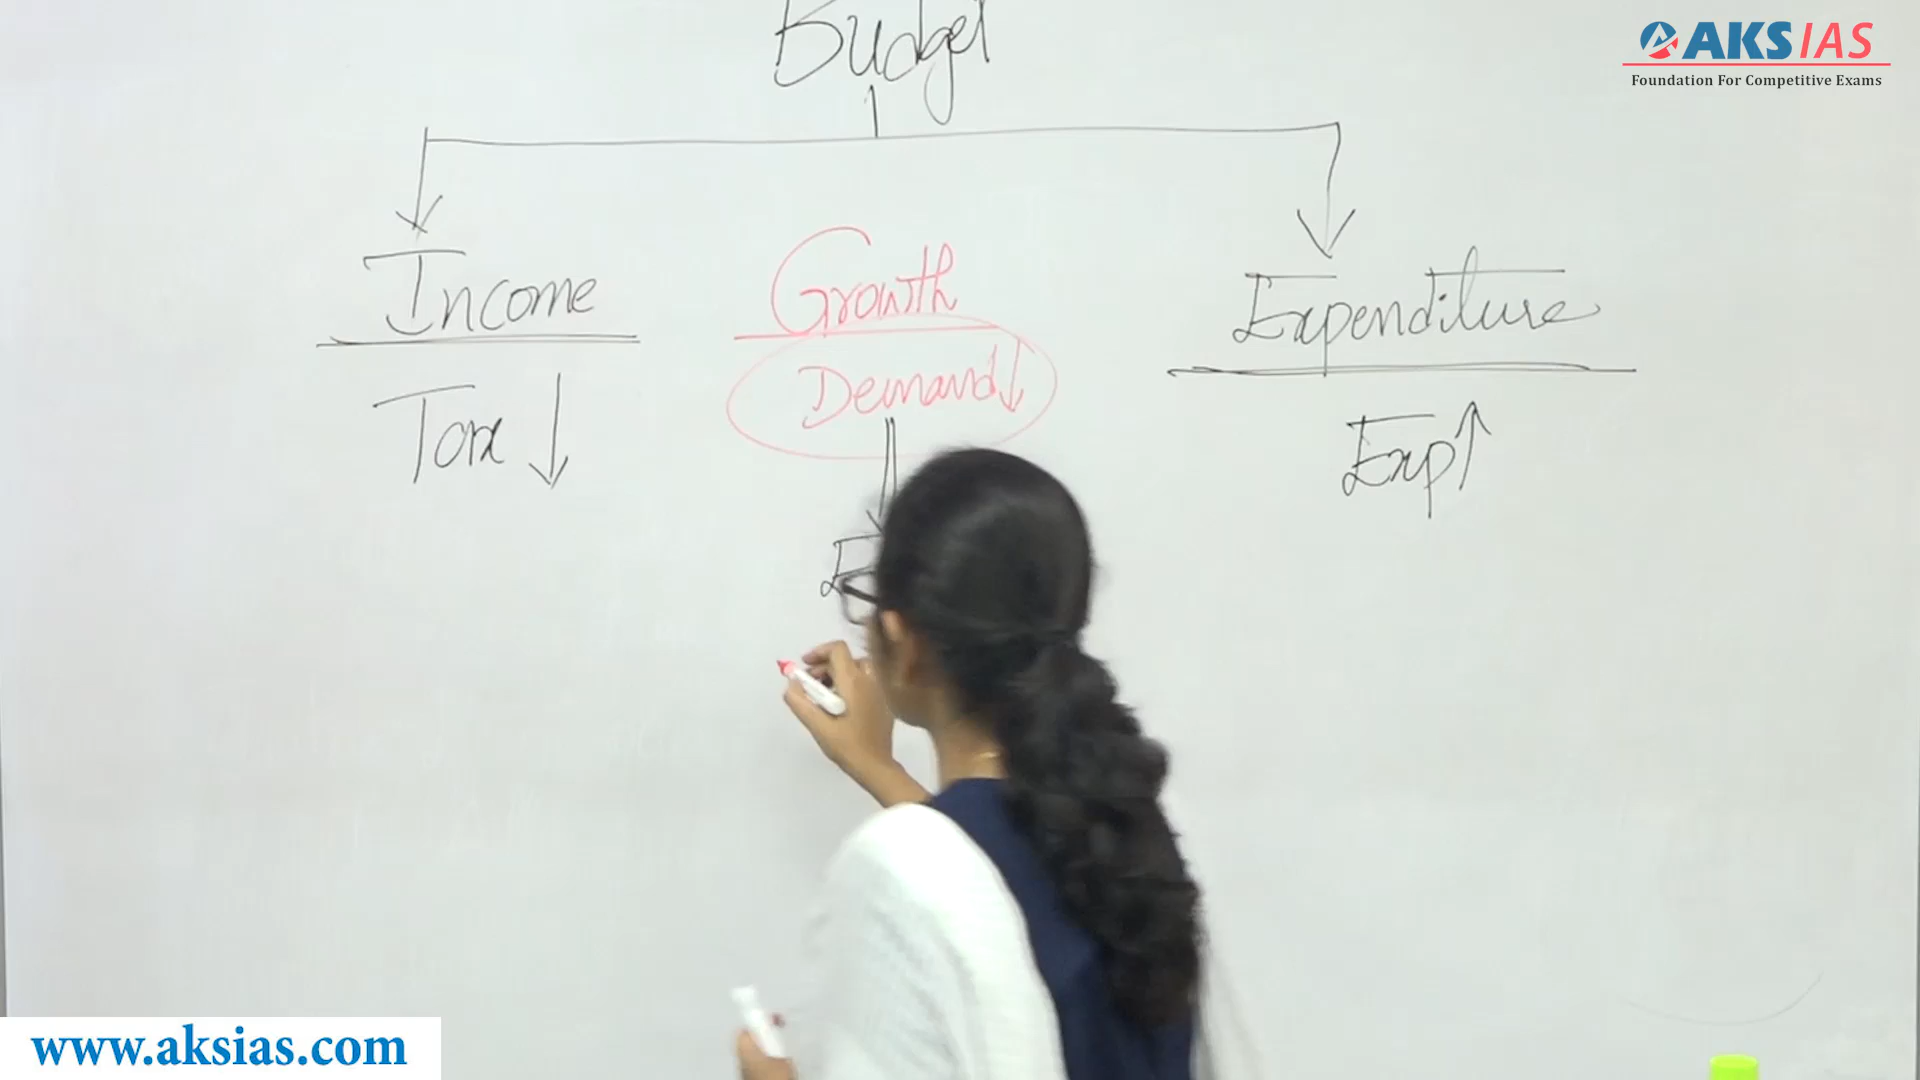 Budget
AKS IAS
Foundation For Competitive Exams
Income
Growth
Expenditure
Demand ↓
Tax ↓
Exp ↑
www.aksias.com